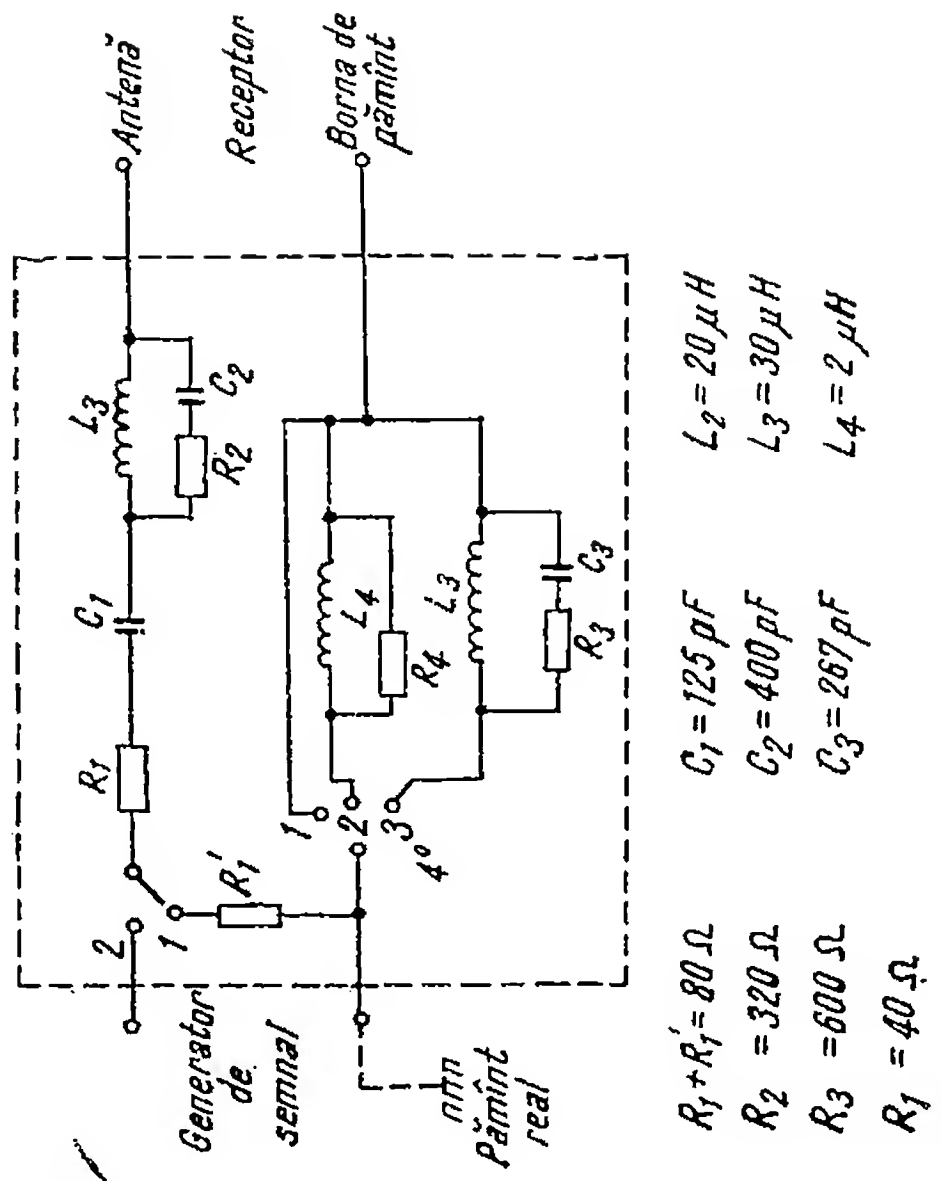 Antenă
Receptor
Borna de
pămînt
L3
C2
R2
C1
R1
2
1
R1'
1
2
3
4°
L4
R4
L3
R3
C3
Generator
de
semnal
Pămînt
real
R1 + R1' = 80 Ω
R2 = 320 Ω
R3 = 600 Ω
R1 = 40 Ω
C1 = 125 pF
C2 = 400 pF
C3 = 267 pF
L2 = 20 μH
L3 = 30 μH
L4 = 2 μH